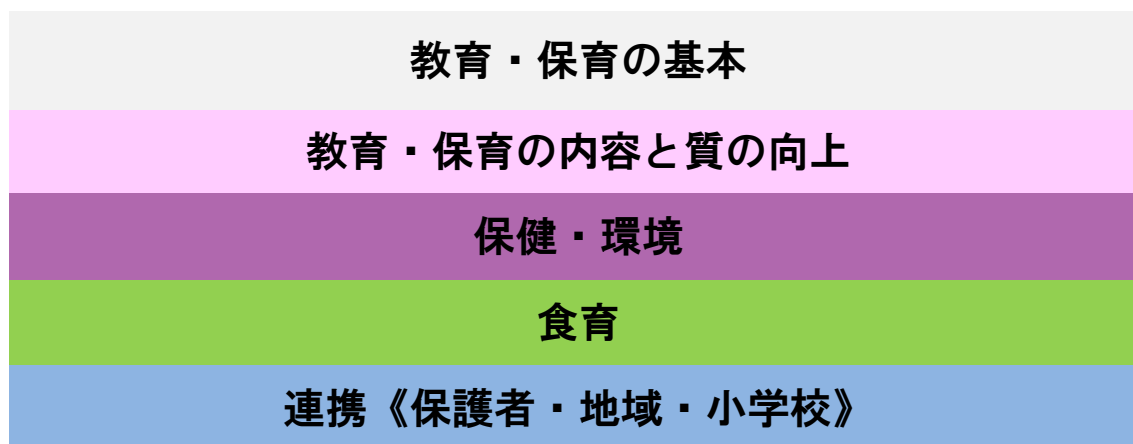 教育・保育の基本
教育・保育の内容と質の向上
保健・環境
食育
連携《保護者・地域・小学校》